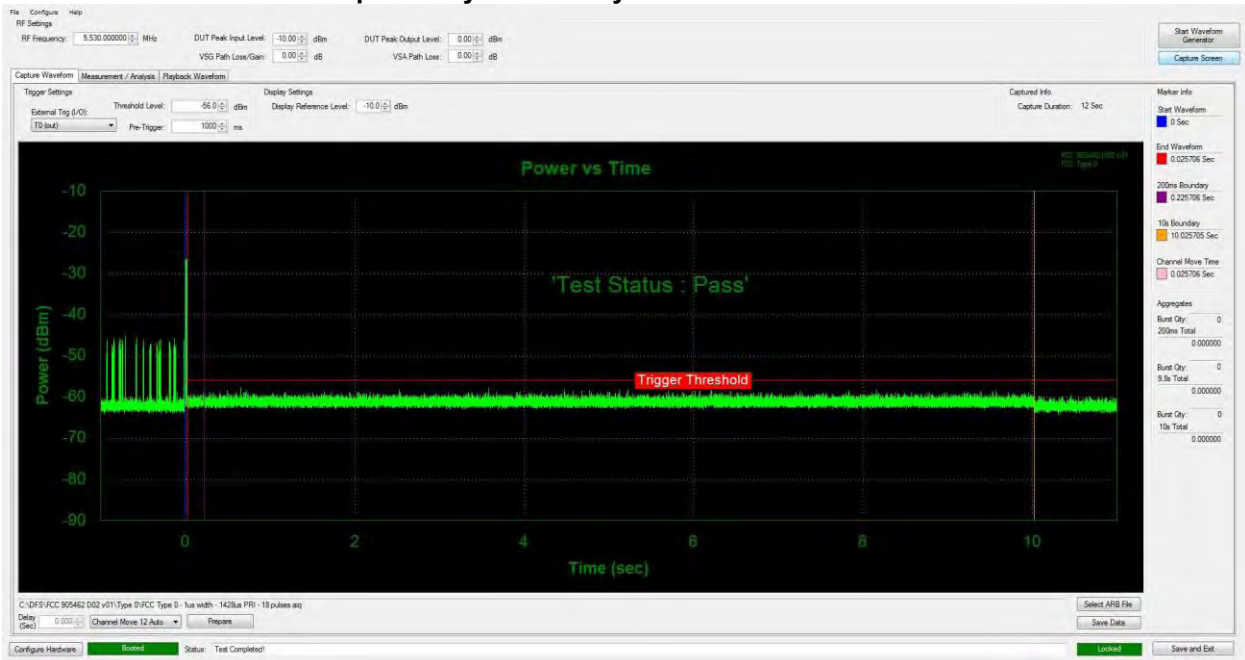 File Configure Help
RF Settings
RF Frequency: 5,530.000000 MHz DUT Peak Input Level: -10.00 dBm DUT Peak Output Level: 0.00 dBm
VSG Path Loss/Gain: 0.00 dB VSA Path Loss: 0.00 dB
Start Waveform Generator
Capture Screen
Capture Waveform Measurement / Analysis Playback Waveform
Trigger Settings
External Trig (I/O):
T0 (out)
Threshold Level: -56.0 dBm
Pre-Trigger: 1000 ms
Display Settings
Display Reference Level: -10.0 dBm
Captured Info
Capture Duration: 12 Sec
Marker Info
Start Waveform
0 Sec
End Waveform
0.025706 Sec
200ms Boundary
0.225706 Sec
10s Boundary
10.025705 Sec
Channel Move Time
0.025706 Sec
Aggregates
Burst Qty: 0
200ms Total
0.000000
Burst Qty: 0
9.8s Total
0.000000
Burst Qty: 0
10s Total
0.000000
Power vs Time
FCC Type 0
'Test Status : Pass'
Trigger Threshold
Power (dBm)
-10
-20
-30
-40
-50
-60
-70
-80
-90
0 2 4 6 8 10
Time (sec)
C:\DFS\FCC 905462 D02 v01\Type 0\FCC Type 0 - 1us width - 1428us PRI - 18 pulses.aiq
Select ARB File
Delay (Sec) 0.000 Channel Move 12 Auto Prepare
Save Data
Configure Hardware Booted Status: Test Completed! Locked Save and Exit